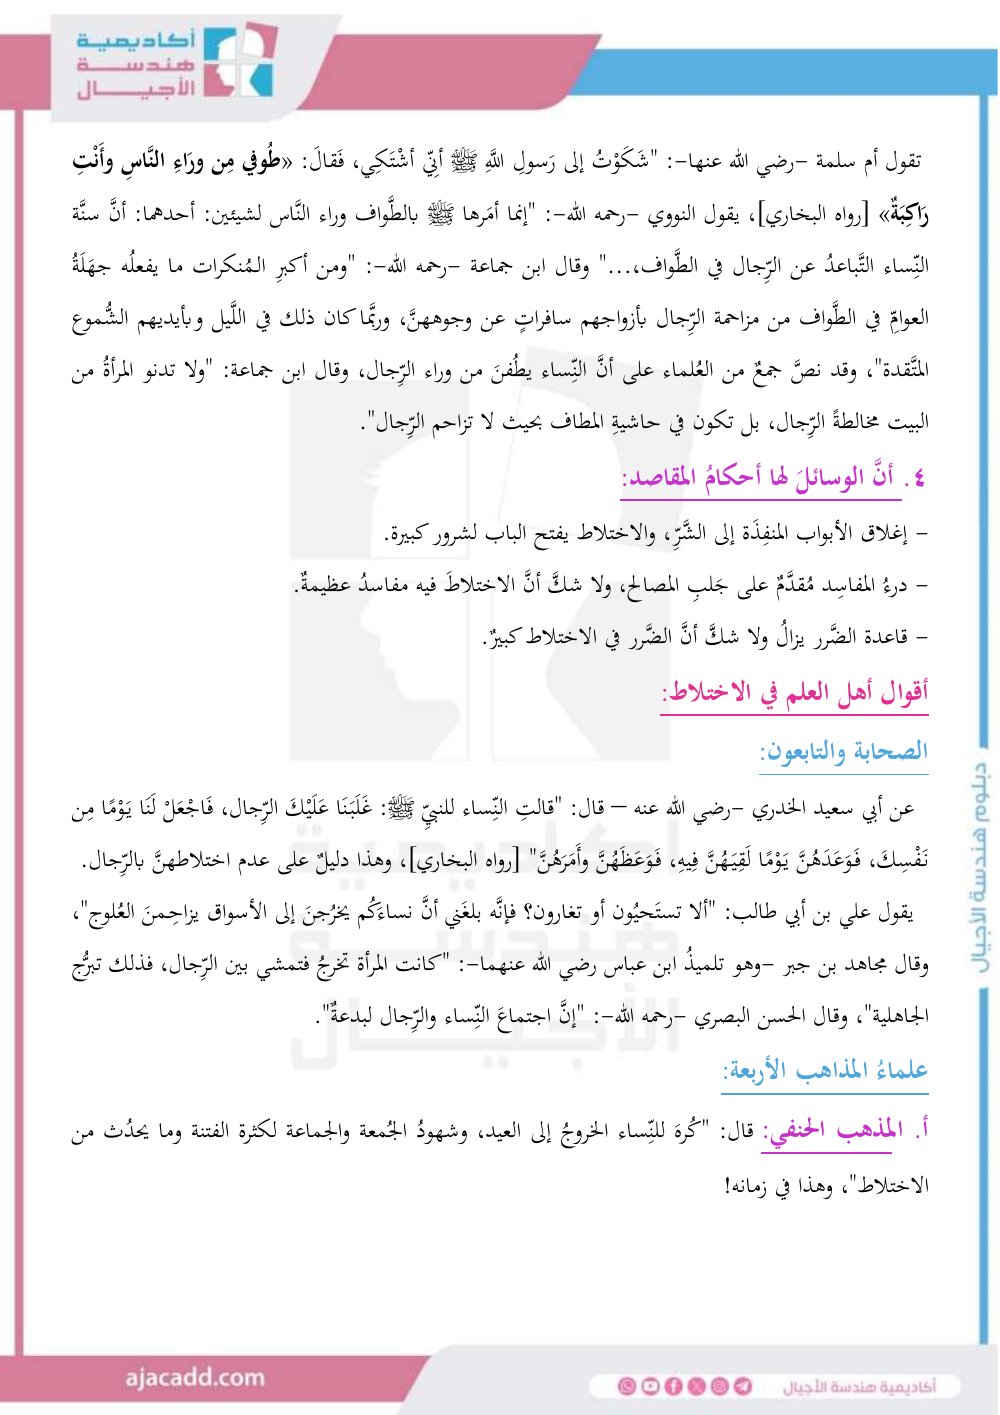 أكاديمية
هندسة
الأجيال
تقول أم سلمة –رضي الله عنها–: "شَكَوْتُ إلى رَسولِ اللَّهِ ﷺ أنِّي أشْتَكِي، فَقالَ: «طُوفي مِن ورَاءِ النَّاسِ وأَنْتِ
رَاكِبَةٌ» [رواه البخاري]، يقول النووي –رحمه الله–: "إنما أمَرها ﷺ بالطَّواف وراء النَّاس لشيئين: أحدهما: أنَّ سنَّة
النِّساء التَّباعدُ عن الرِّجال في الطَّواف،..." وقال ابن جماعة –رحمه الله–: "ومن أكبرِ المُنكرات ما يفعلُه جهَلَةُ
العوامِّ في الطَّواف من مزاحمة الرِّجال بأزواجهم سافراتٍ عن وجوههنَّ، وربَّما كان ذلك في اللَّيل وبأيديهم الشُّموع
المتَّقدة"، وقد نصَّ جمعٌ من العُلماء على أنَّ النِّساء يطُفنَ من وراء الرِّجال، وقال ابن جماعة: "ولا تدنو المرأةُ من
البيت مخالطةً الرِّجال، بل تكون في حاشيةِ المطاف بحيث لا تزاحم الرِّجال".
٤. أنَّ الوسائلَ لها أحكامُ المقاصد:
– إغلاق الأبواب المنفِذَة إلى الشَّرِّ، والاختلاط يفتح الباب لشرور كبيرة.
– درءُ المفاسِد مُقدَّمٌ على جَلبِ المصالح، ولا شكَّ أنَّ الاختلاطَ فيه مفاسدُ عظيمةٌ.
– قاعدة الضَّرر يزالُ ولا شكَّ أنَّ الضَّرر في الاختلاط كبيرٌ.
أقوال أهل العلم في الاختلاط:
الصحابة والتابعون:
عن أبي سعيد الخدري –رضي الله عنه – قال: "قالتِ النِّساء للنبيِّ ﷺ: غَلَبَنَا عَلَيْكَ الرِّجال، فَاجْعَلْ لَنَا يَوْمًا مِن
نَفْسِكَ، فَوَعَدَهُنَّ يَوْمًا لَقِيَهُنَّ فِيهِ، فَوَعَظَهُنَّ وأَمَرَهُنَّ" [رواه البخاري]، وهذا دليلٌ على عدم اختلاطهنَّ بالرِّجال.
يقول علي بن أبي طالب: "ألا تستَحيُون أو تغارون؟ فإنَّه بلغَني أنَّ نساءَكُم يخرُجنَ إلى الأسواق يزاحِمنَ العُلوج"،
وقال مجاهد بن جبر –وهو تلميذُ ابن عباس رضي الله عنهما–: "كانت المرأة تخرجُ فتمشي بين الرِّجال، فذلك تبرُّج
الجاهلية"، وقال الحسن البصري –رحمه الله–: "إنَّ اجتماعَ النِّساء والرِّجال لبدعةٌ".
علماءُ المذاهب الأربعة:
أ. المذهب الحنفي: قال: "كُرهَ للنِّساء الخروجُ إلى العيد، وشهودُ الجُمعة والجماعة لكثرة الفتنة وما يحدُث من
الاختلاط"، وهذا في زمانه!
دبلوم هندسة الأجيال
أكاديمية هندسة الأجيال
ajacadd.com